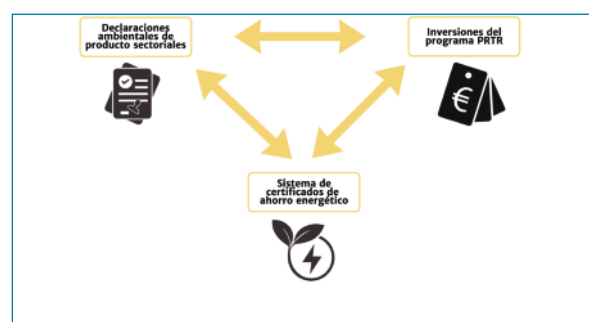 Declaraciones
ambientales de
producto sectoriales
Inversiones del
programa PRTR
€
Sistema de
certificados de
ahorro energético